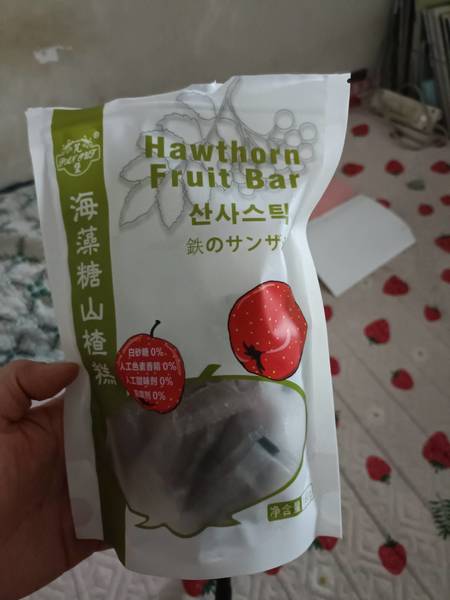 Hawthorn
Fruit Bar
산사스틱
鉄のサンザ
海藻糖山楂糕
白砂糖 0%
人工色素香精 0%
人工甜味剂 0%
剂 0%
净含量